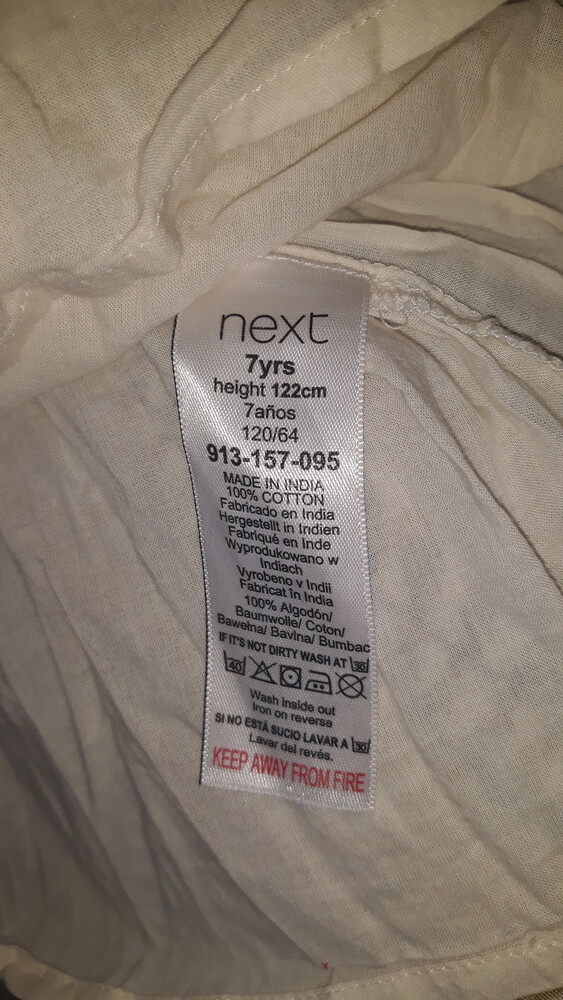 next
7yrs
height 122cm
7años
120/64
913-157-095
MADE IN INDIA
100% COTTON
Fabricado en India
Hergestellt in Indien
Fabriqué en Inde
Wyprodukowano w
Indiach
Vyrobeno v Indii
Fabricat în India
100% Algodón/
Baumwolle/ Coton/
Bawełna/ Bavlna/ Bumbac
IF IT'S NOT DIRTY WASH AT 30
40
Wash inside out
Iron on reverse
SI NO ESTÁ SUCIO LAVAR A 30
Lavar del revés.
KEEP AWAY FROM FIRE